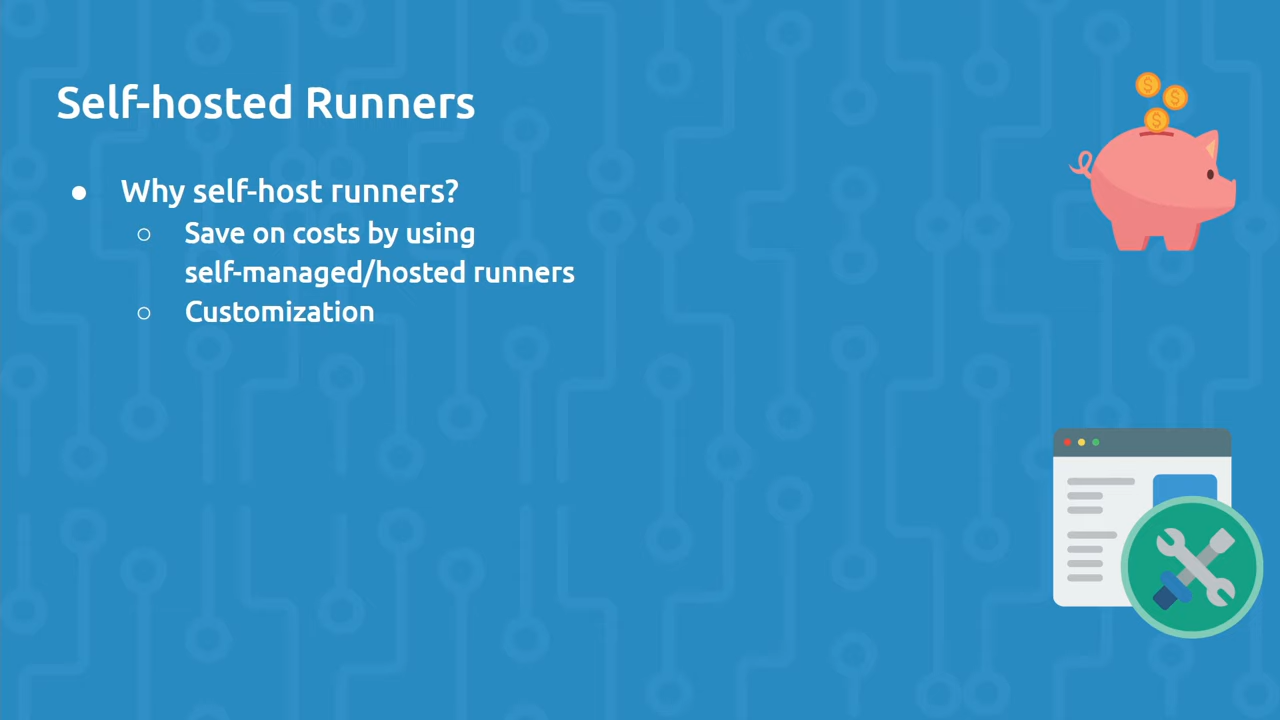 Self-hosted Runners
● Why self-host runners?
○ Save on costs by using
self-managed/hosted runners
○ Customization